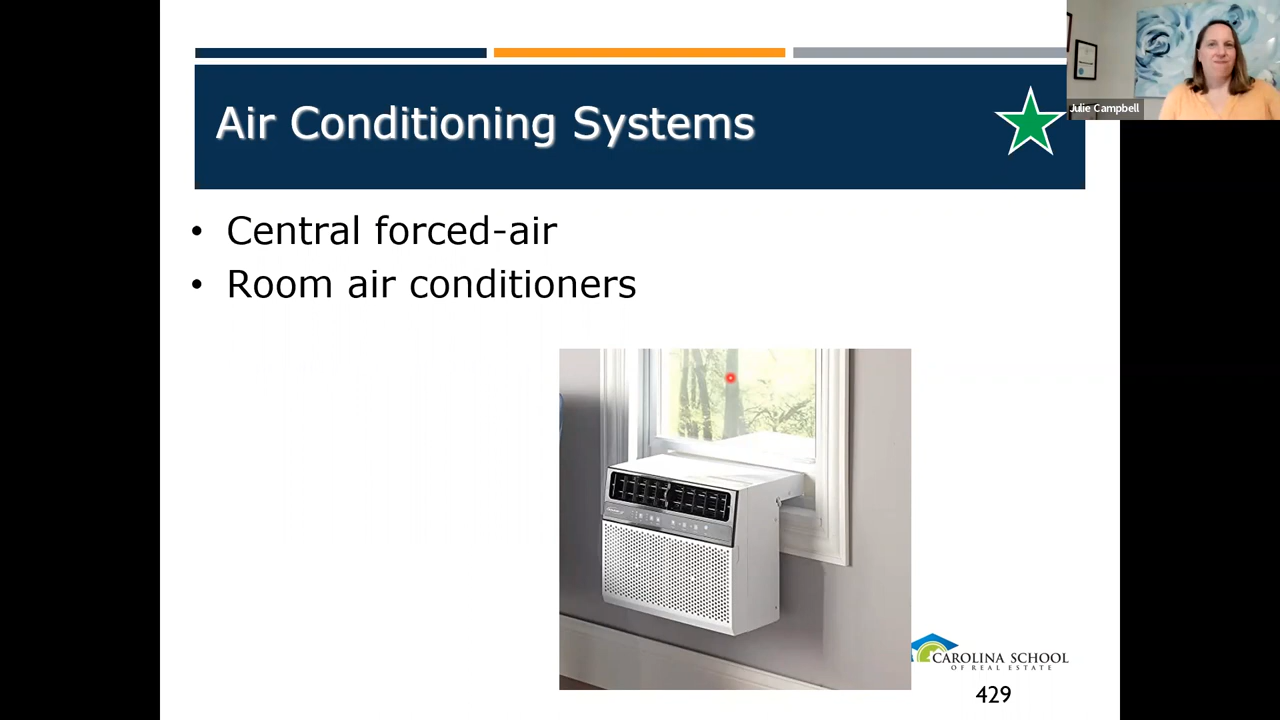 Air Conditioning Systems
Julie Campbell
• Central forced-air
• Room air conditioners
CAROLINA SCHOOL
OF REAL ESTATE
429